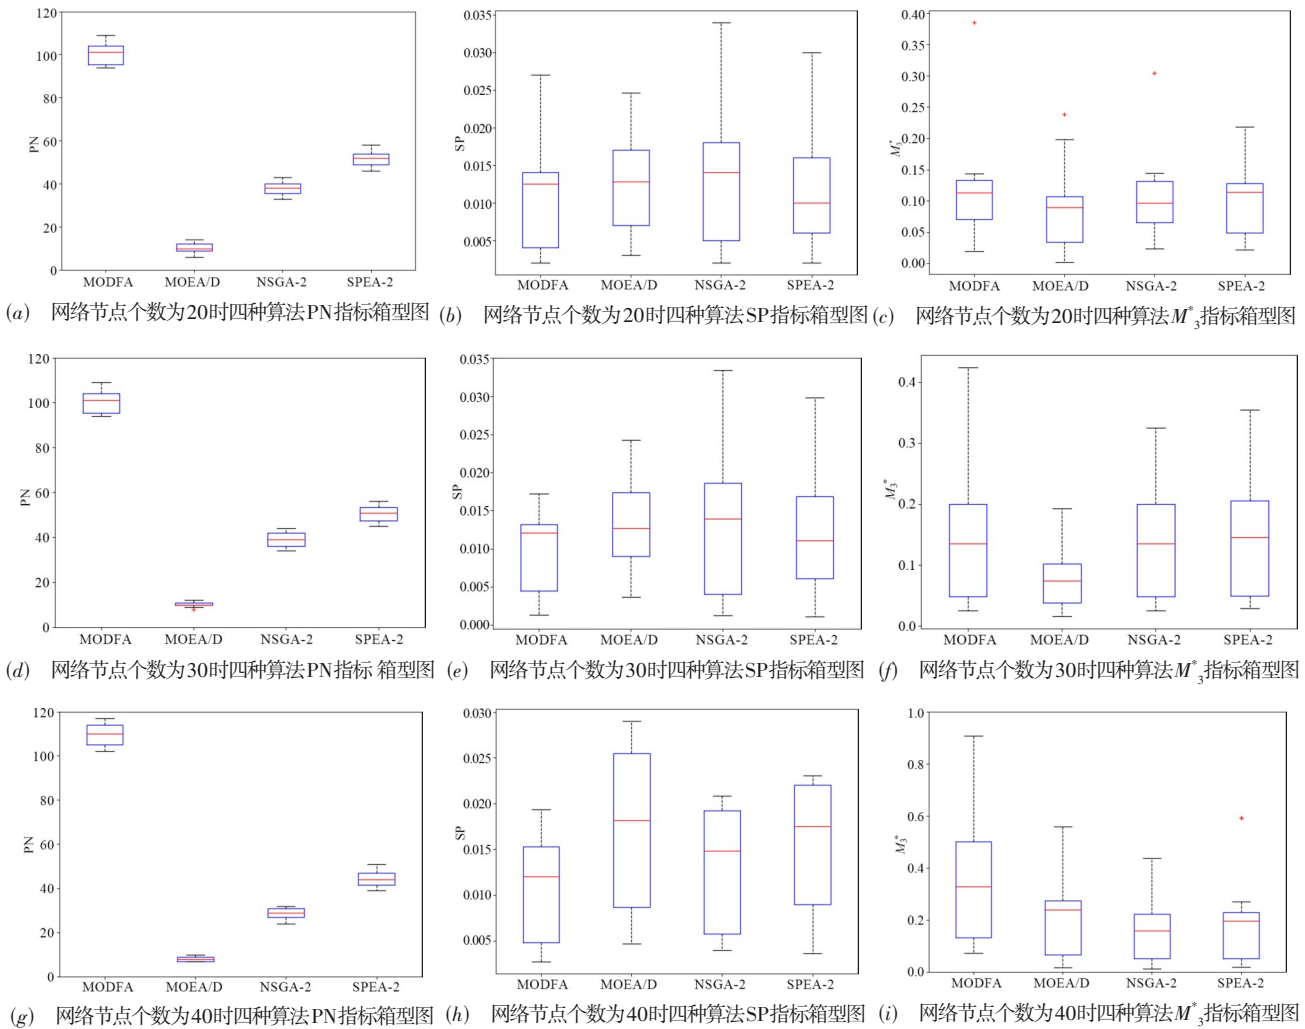 120
100
80
60
40
20
0
PN
MODFA MOEA/D NSGA-2 SPEA-2
(a) 网络节点个数为20时四种算法PN指标箱型图
0.035
0.030
0.025
0.020
0.015
0.010
0.005
SP
MODFA MOEA/D NSGA-2 SPEA-2
(b) 网络节点个数为20时四种算法SP指标箱型图
0.40
0.35
0.30
0.25
0.20
0.15
0.10
0.05
0.00
M*3
MODFA MOEA/D NSGA-2 SPEA-2
(c) 网络节点个数为20时四种算法M*3指标箱型图
120
100
80
60
40
20
0
PN
MODFA MOEA/D NSGA-2 SPEA-2
(d) 网络节点个数为30时四种算法PN指标 箱型图
0.035
0.030
0.025
0.020
0.015
0.010
0.005
0.000
SP
MODFA MOEA/D NSGA-2 SPEA-2
(e) 网络节点个数为30时四种算法SP指标箱型图
0.4
0.3
0.2
0.1
0.0
M*3
MODFA MOEA/D NSGA-2 SPEA-2
(f) 网络节点个数为30时四种算法M*3指标箱型图
120
100
80
60
40
20
0
PN
MODFA MOEA/D NSGA-2 SPEA-2
(g) 网络节点个数为40时四种算法PN指标箱型图
0.030
0.025
0.020
0.015
0.010
0.005
SP
MODFA MOEA/D NSGA-2 SPEA-2
(h) 网络节点个数为40时四种算法SP指标箱型图
1.0
0.8
0.6
0.4
0.2
0.0
M*3
MODFA MOEA/D NSGA-2 SPEA-2
(i) 网络节点个数为40时四种算法M*3指标箱型图